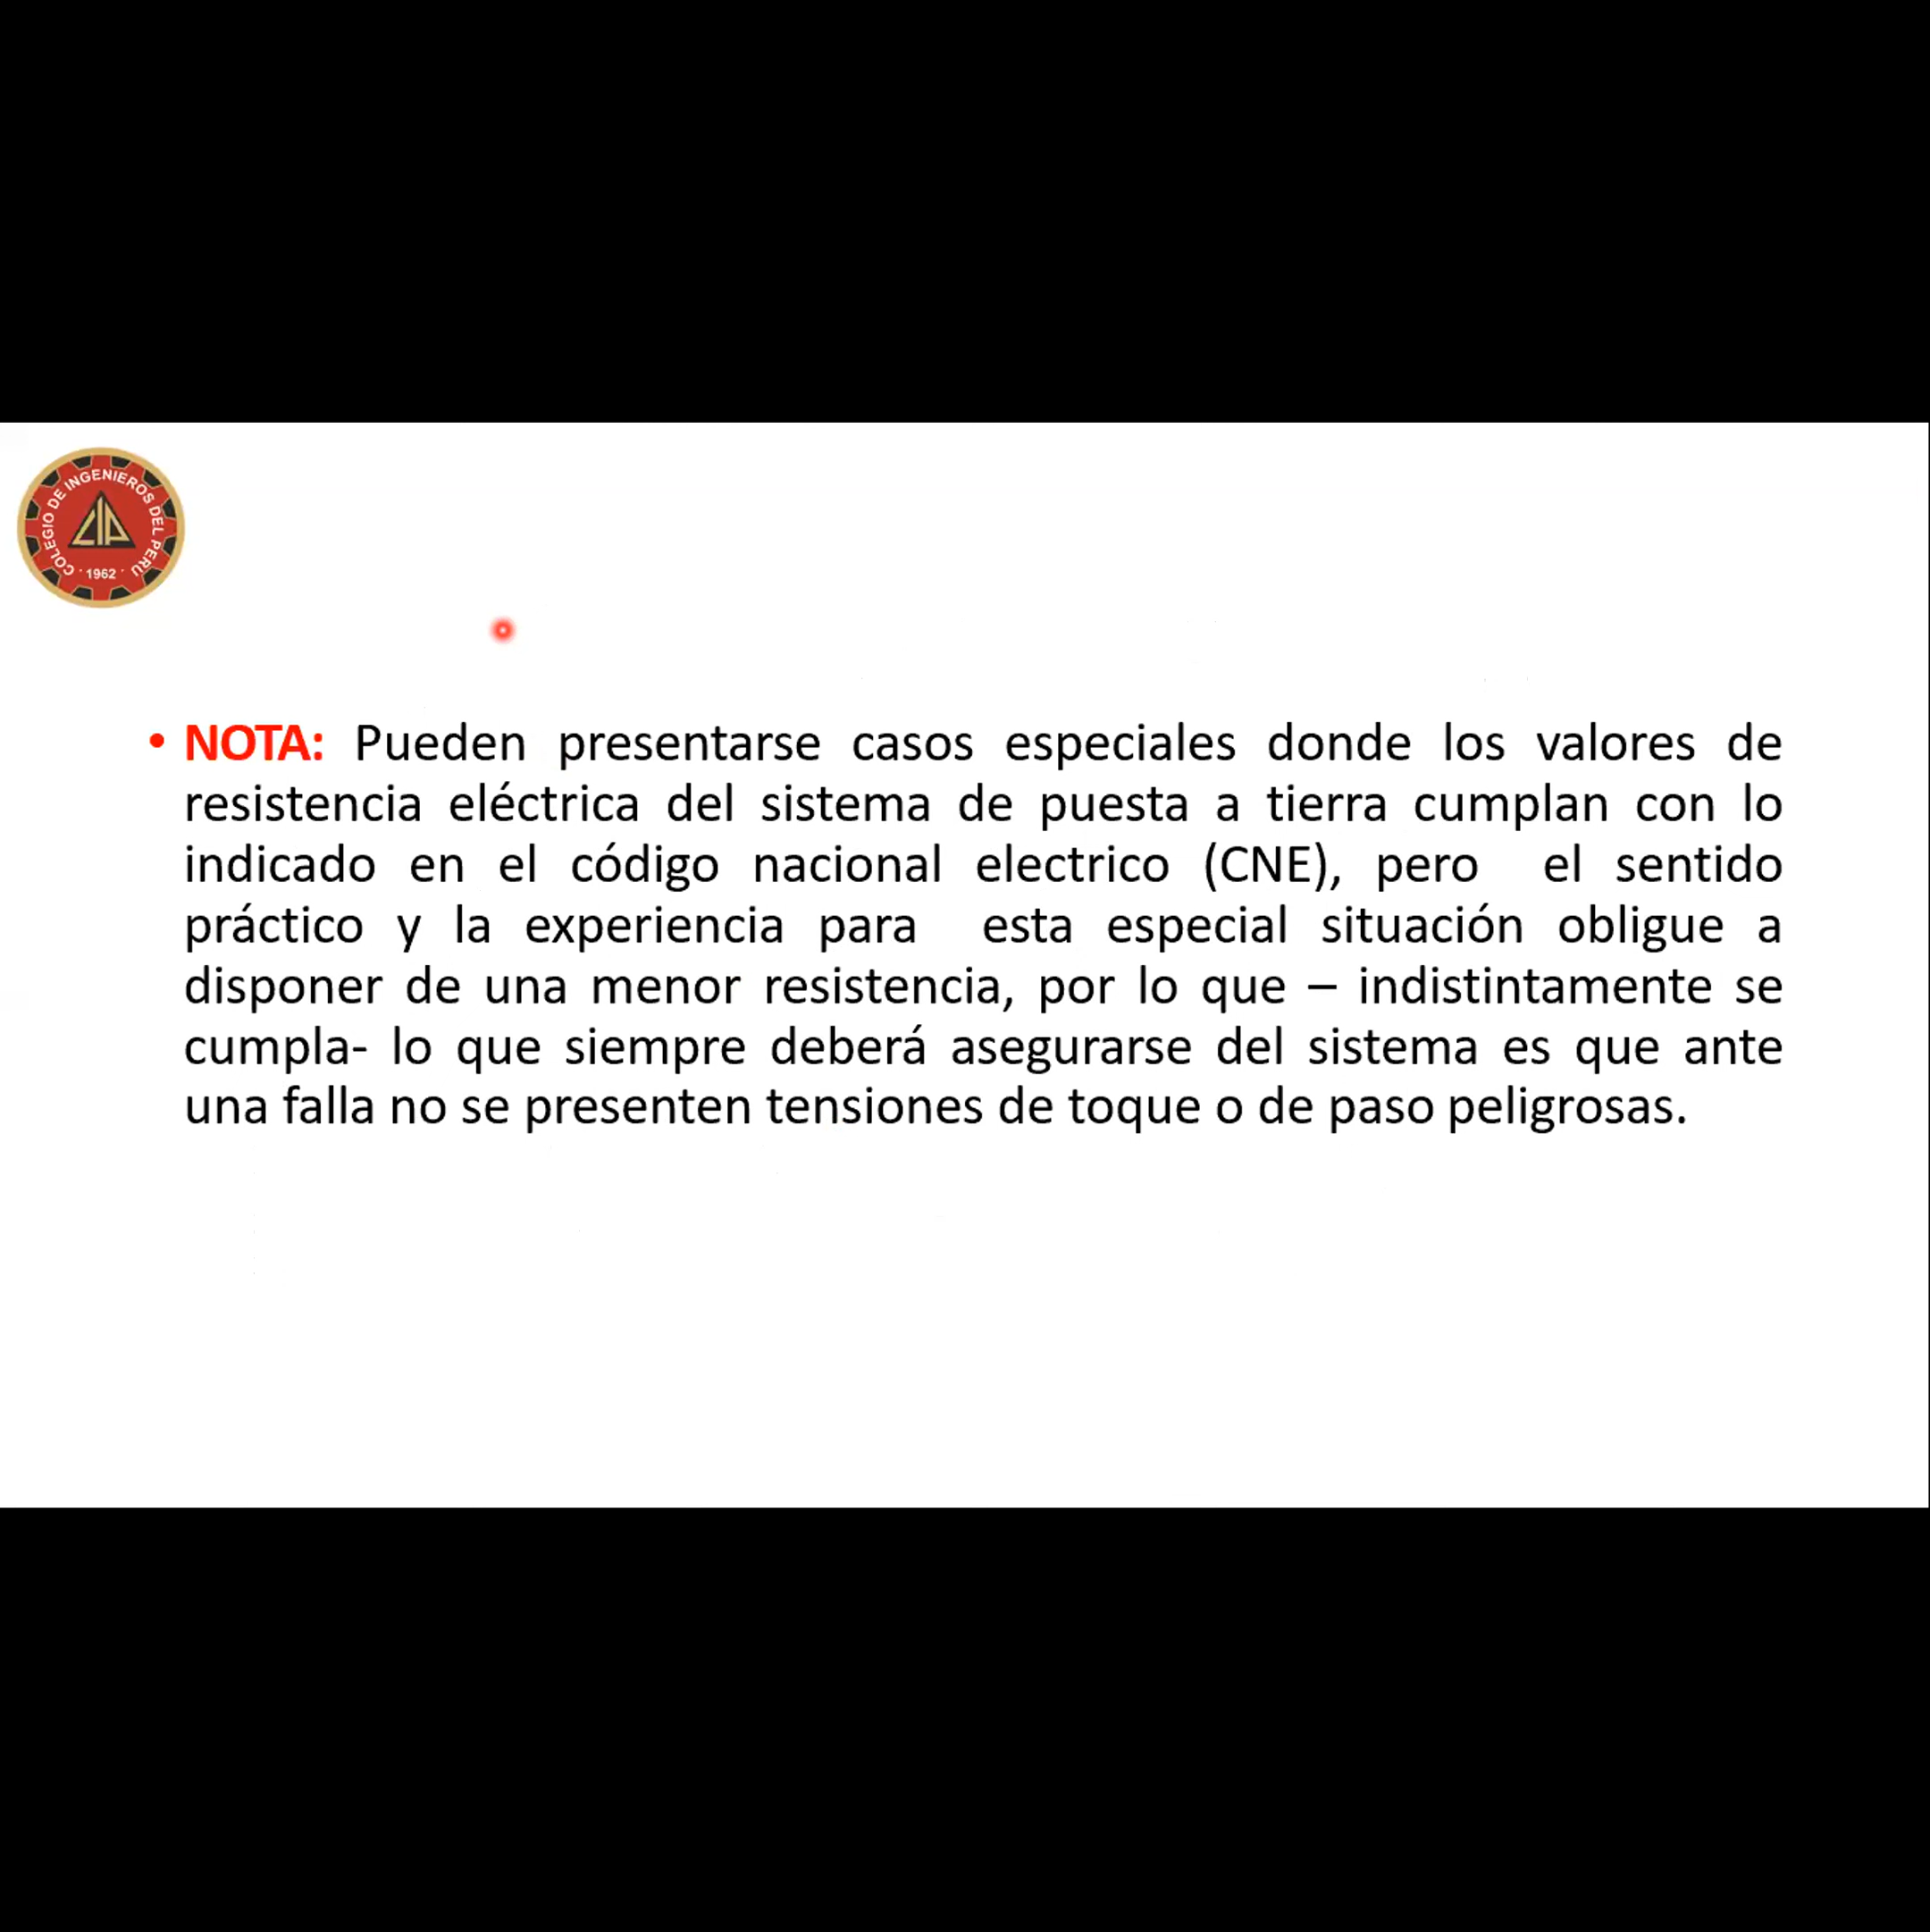 COLEGIO DE INGENIEROS DEL PERU
CIP
· 1962 ·
• NOTA: Pueden presentarse casos especiales donde los valores de
resistencia eléctrica del sistema de puesta a tierra cumplan con lo
indicado en el código nacional electrico (CNE), pero el sentido
práctico y la experiencia para esta especial situación obligue a
disponer de una menor resistencia, por lo que – indistintamente se
cumpla- lo que siempre deberá asegurarse del sistema es que ante
una falla no se presenten tensiones de toque o de paso peligrosas.